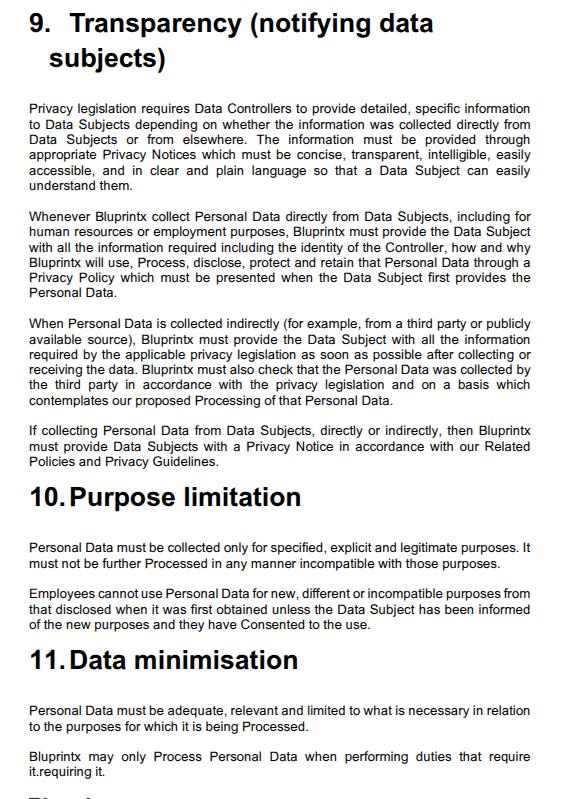 9. Transparency (notifying data
subjects)
Privacy legislation requires Data Controllers to provide detailed, specific information
to Data Subjects depending on whether the information was collected directly from
Data Subjects or from elsewhere. The information must be provided through
appropriate Privacy Notices which must be concise, transparent, intelligible, easily
accessible, and in clear and plain language so that a Data Subject can easily
understand them.
Whenever Bluprintx collect Personal Data directly from Data Subjects, including for
human resources or employment purposes, Bluprintx must provide the Data Subject
with all the information required including the identity of the Controller, how and why
Bluprintx will use, Process, disclose, protect and retain that Personal Data through a
Privacy Policy which must be presented when the Data Subject first provides the
Personal Data.
When Personal Data is collected indirectly (for example, from a third party or publicly
available source), Bluprintx must provide the Data Subject with all the information
required by the applicable privacy legislation as soon as possible after collecting or
receiving the data. Bluprintx must also check that the Personal Data was collected by
the third party in accordance with the privacy legislation and on a basis which
contemplates our proposed Processing of that Personal Data.
If collecting Personal Data from Data Subjects, directly or indirectly, then Bluprintx
must provide Data Subjects with a Privacy Notice in accordance with our Related
Policies and Privacy Guidelines.
10. Purpose limitation
Personal Data must be collected only for specified, explicit and legitimate purposes. It
must not be further Processed in any manner incompatible with those purposes.
Employees cannot use Personal Data for new, different or incompatible purposes from
that disclosed when it was first obtained unless the Data Subject has been informed
of the new purposes and they have Consented to the use.
11. Data minimisation
Personal Data must be adequate, relevant and limited to what is necessary in relation
to the purposes for which it is being Processed.
Bluprintx may only Process Personal Data when performing duties that require
it.requiring it.